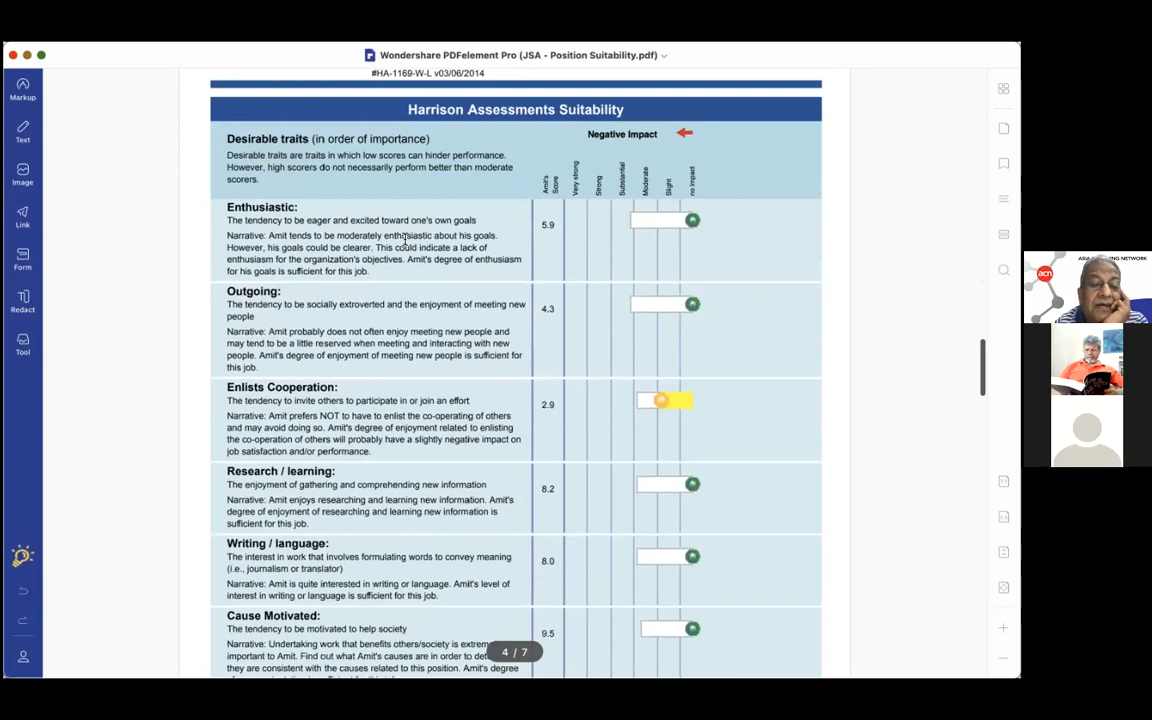 Wondershare PDFelement Pro (JSA - Position Suitability.pdf)
#HA-1169-W-L v03/06/2014
Markup
Text
Image
Link
Form
Redact
Tool
Harrison Assessments Suitability
Desirable traits (in order of importance)
Desirable traits are traits in which low scores can hinder performance.
However, high scores do not necessarily perform better than moderate
scorers.
Negative Impact
Amit's
Score
Very strong
Strong
Substantial
Moderate
Slight
no impact
Enthusiastic:
The tendency to be eager and excited toward one's own goals
Narrative: Amit tends to be moderately enthusiastic about his goals.
However, his goals could be clearer. This could indicate a lack of
enthusiasm for the organization's objectives. Amit's degree of enthusiasm
for his goals is sufficient for this job.
5.9
Outgoing:
The tendency to be socially extroverted and the enjoyment of meeting new
people
Narrative: Amit probably does not often enjoy meeting new people and
may tend to be a little reserved when meeting and interacting with new
people. Amit's degree of enjoyment of meeting new people is sufficient for
this job.
4.3
Enlists Cooperation:
The tendency to invite others to participate in or join an effort
Narrative: Amit prefers NOT to have to enlist the co-operating of others
and may avoid doing so. Amit's degree of enjoyment related to enlisting
the co-operation of others will probably have a slightly negative impact on
job satisfaction and/or performance.
2.9
Research / learning:
The enjoyment of gathering and comprehending new information
Narrative: Amit enjoys researching and learning new information. Amit's
degree of enjoyment of researching and learning new information is
sufficient for this job.
8.2
Writing / language:
The interest in work that involves formulating words to convey meaning
(i.e., journalism or translator)
Narrative: Amit is quite interested in writing or language. Amit's level of
interest in writing or language is sufficient for this job.
8.0
Cause Motivated:
The tendency to be motivated to help society
Narrative: Undertaking work that benefits others/society is extrem
important to Amit. Find out what Amit's causes are in order to det
they are consistent with the causes related to this position. Amit's degree
9.5
4 / 7
acn
NETWORK